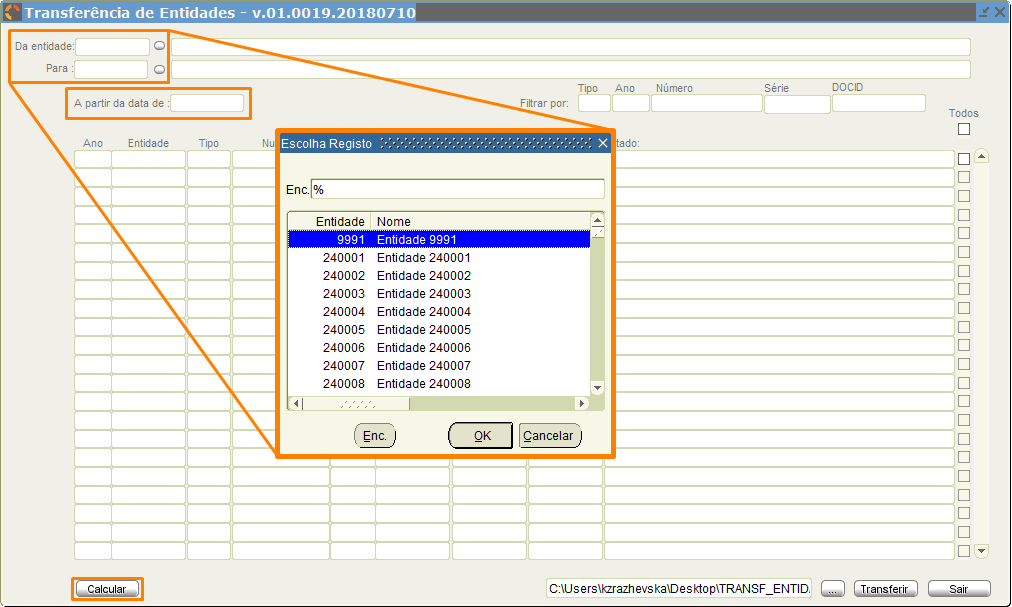 Transferência de Entidades - v.01.0019.20180710
Da entidade:
Para :
A partir da data de :
Filtrar por:
Tipo Ano Número Série DOCID
Todos
Ano Entidade Tipo Nu tado:
Escolha Registo
Enc. %
Entidade Nome
9991 Entidade 9991
240001 Entidade 240001
240002 Entidade 240002
240003 Entidade 240003
240004 Entidade 240004
240005 Entidade 240005
240006 Entidade 240006
240007 Entidade 240007
240008 Entidade 240008
Enc. OK Cancelar
Calcular C:\Users\kzrazhevska\Desktop\TRANSF_ENTID. ... Transferir Sair